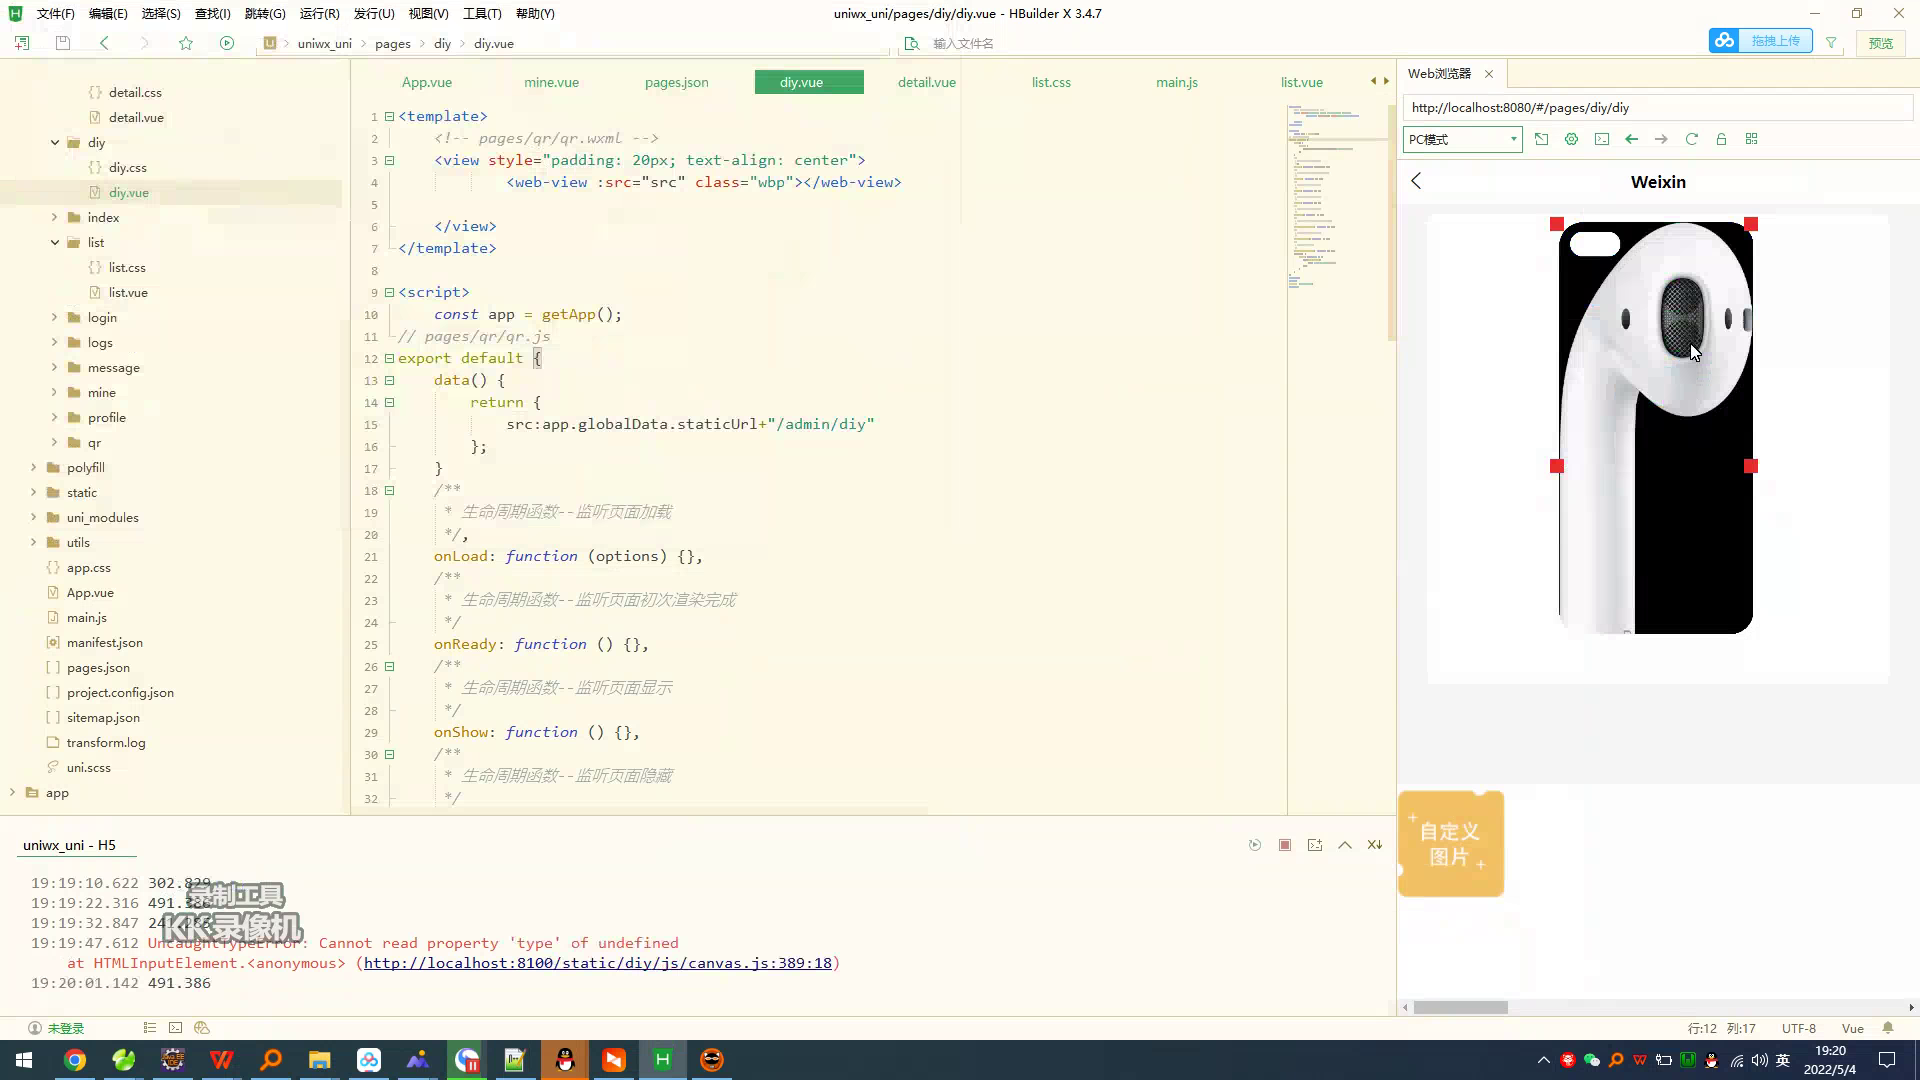 文件(F) 编辑(E) 选择(S) 查找(I) 跳转(G) 运行(R) 发行(U) 视图(V) 工具(T) 帮助(Y)
uniwx_uni/pages/diy/diy.vue - HBuilder X 3.4.7
uniwx_uni pages diy diy.vue
输入文件名
拖拽上传
预览
detail.css
detail.vue
diy
diy.css
diy.vue
index
list
list.css
list.vue
login
logs
message
mine
profile
qr
polyfill
static
uni_modules
utils
app.css
App.vue
main.js
manifest.json
pages.json
project.config.json
sitemap.json
transform.log
uni.scss
app
App.vue mine.vue pages.json diy.vue detail.vue list.css main.js list.vue
1 <template>
2 <!-- pages/qr/qr.wxml -->
3 <view style="padding: 20px; text-align: center">
4 <web-view :src="src" class="wbp"></web-view>
5
6 </view>
7 </template>
8
9 <script>
10 const app = getApp();
11 // pages/qr/qr.js
12 export default {
13 data() {
14 return {
15 src:app.globalData.staticUrl+"/admin/diy"
16 };
17 }
18 /**
19 * 生命周期函数--监听页面加载
20 */,
21 onLoad: function (options) {},
22 /**
23 * 生命周期函数--监听页面初次渲染完成
24 */
25 onReady: function () {},
26 /**
27 * 生命周期函数--监听页面显示
28 */
29 onShow: function () {},
30 /**
31 * 生命周期函数--监听页面隐藏
32 */
Web浏览器
http://localhost:8080/#/pages/diy/diy
PC模式
Weixin
自定义
图片
uniwx_uni - H5
19:19:10.622 302.829
19:19:22.316 491.386
19:19:32.847 241.285
19:19:47.612 UncaughtTypeError: Cannot read property 'type' of undefined
at HTMLInputElement.<anonymous> (http://localhost:8100/static/diy/js/canvas.js:389:18)
19:20:01.142 491.386
录制工具
KK录像机
未登录
行:12 列:17 UTF-8 Vue
英
19:20
2022/5/4